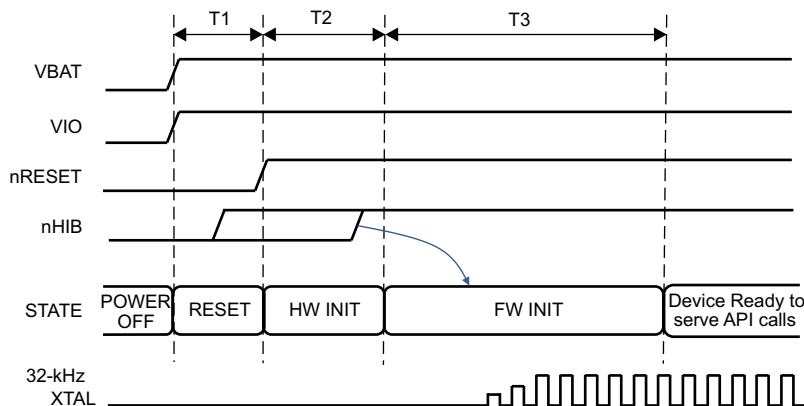 T1 T2 T3
VBAT
VIO
nRESET
nHIB
STATE
POWER
OFF
RESET
HW INIT
FW INIT
Device Ready to
serve API calls
32-kHz
XTAL